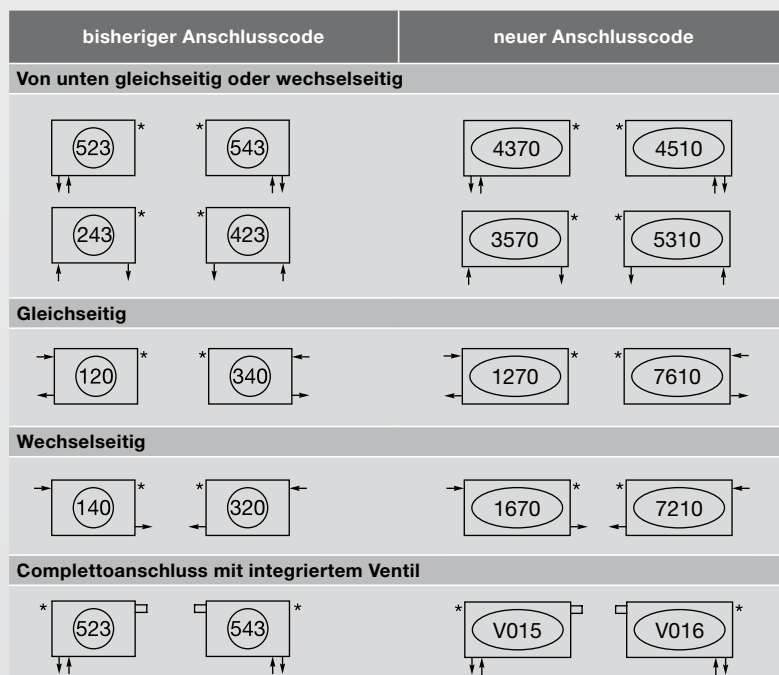 bisheriger Anschlusscode neuer Anschlusscode
Von unten gleichseitig oder wechselseitig
523 * * 543 4370 * * 4510
243 * * 423 3570 * * 5310
Gleichseitig
120 * * 340 1270 * * 7610
Wechselseitig
140 * * 320 1670 * * 7210
Complettoanschluss mit integriertem Ventil
* 523 543 * * V015 V016 *